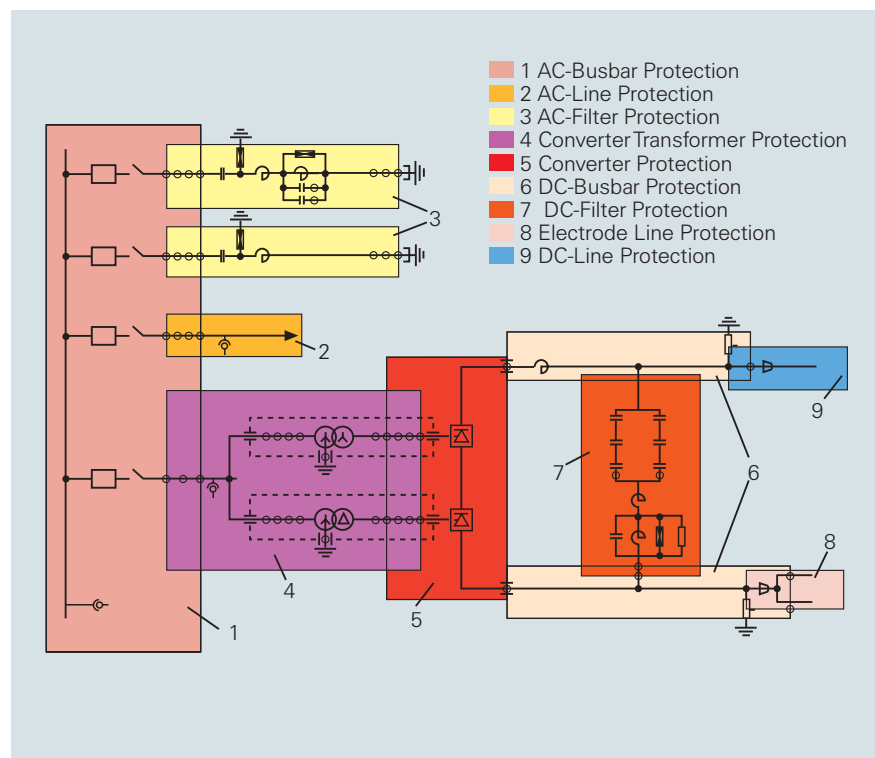 1 AC-Busbar Protection
2 AC-Line Protection
3 AC-Filter Protection
4 Converter Transformer Protection
5 Converter Protection
6 DC-Busbar Protection
7 DC-Filter Protection
8 Electrode Line Protection
9 DC-Line Protection
3
2
9
7
6
8
4
5
1